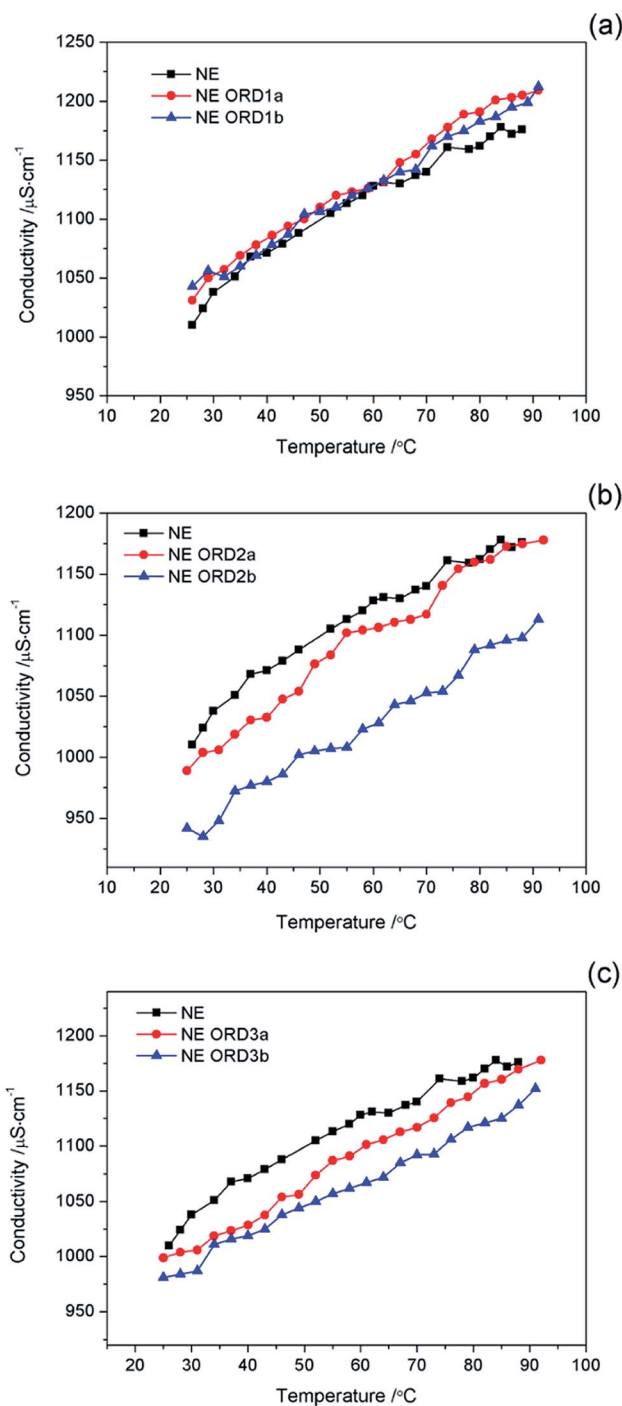 (a)
NE
NE ORD1a
NE ORD1b
1250
1200
1150
1100
1050
1000
950
Conductivity /μS·cm-1
10 20 30 40 50 60 70 80 90 100
Temperature /°C
(b)
NE
NE ORD2a
NE ORD2b
1200
1150
1100
1050
1000
950
Conductivity /μS·cm-1
10 20 30 40 50 60 70 80 90 100
Temperature /°C
(c)
NE
NE ORD3a
NE ORD3b
1200
1150
1100
1050
1000
950
Conductivity /μS·cm-1
20 30 40 50 60 70 80 90 100
Temperature /°C